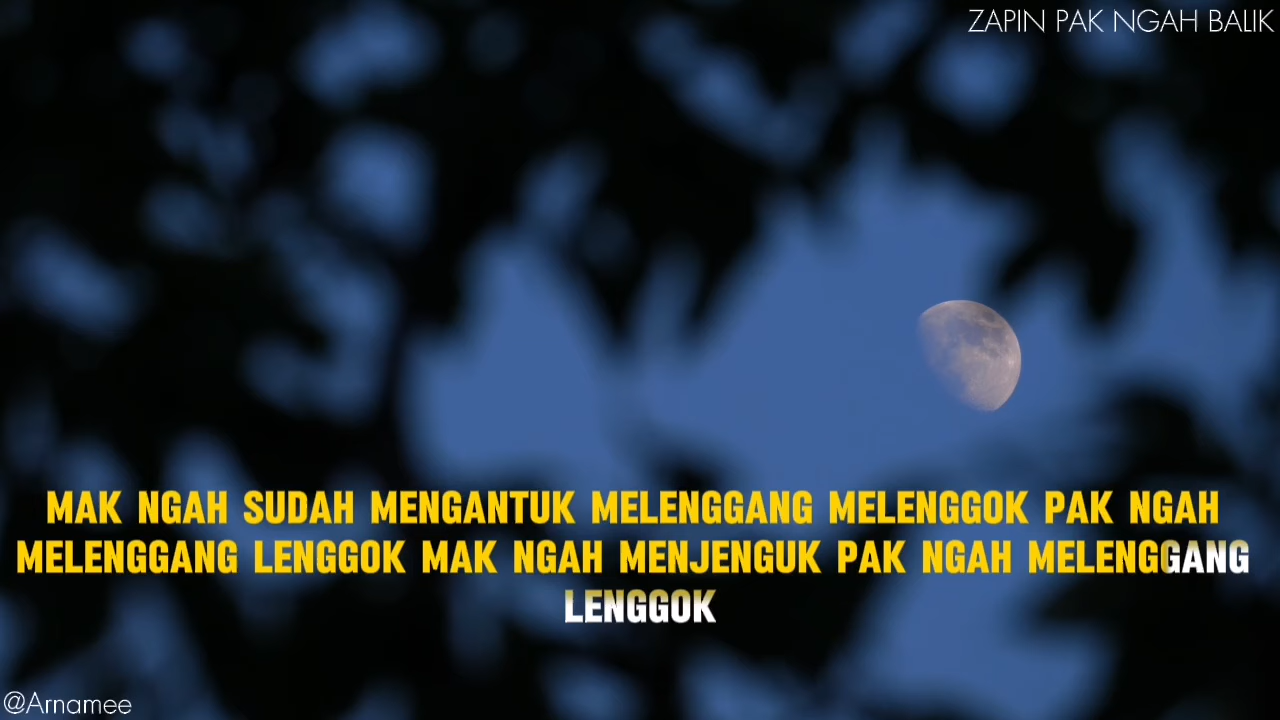 ZAPIN PAK NGAH BALIK
MAK NGAH SUDAH MENGANTUK MELENGGANG MELENGGOK PAK NGAH
MELENGGANG LENGGOK MAK NGAH MENJENGUK PAK NGAH MELENGGANG
LENGGOK
@Arnamee